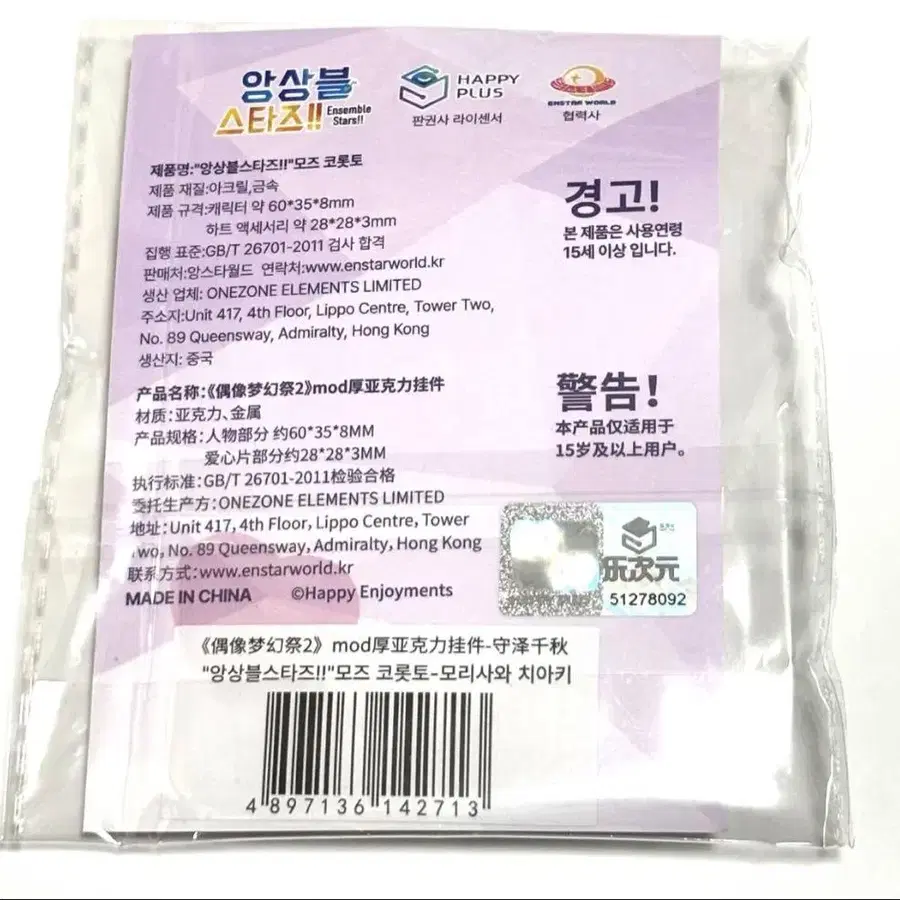 앙상블
스타즈!!
Ensemble
Stars!!
HAPPY
PLUS
판권사 라이센서
ENSTAR WORLD
협력사
제품명:"앙상블스타즈!!"모즈 코롯토
제품 재질:아크릴,금속
제품 규격:캐릭터 약 60*35*8mm
하트 액세서리 약 28*28*3mm
집행 표준:GB/T 26701-2011 검사 합격
판매처:앙스타월드 연락처:www.enstarworld.kr
생산 업체: ONEZONE ELEMENTS LIMITED
주소지:Unit 417, 4th Floor, Lippo Centre, Tower Two,
No. 89 Queensway, Admiralty, Hong Kong
생산지: 중국
경고!
본 제품은 사용연령
15세 이상 입니다.
产品名称:《偶像梦幻祭2》mod厚亚克力挂件
材质:亚克力、金属
产品规格:人物部分 约60*35*8MM
爱心片部分约28*28*3MM
执行标准:GB/T 26701-2011检验合格
委托生产方:ONEZONE ELEMENTS LIMITED
地址:Unit 417, 4th Floor, Lippo Centre, Tower
Two, No. 89 Queensway, Admiralty, Hong Kong
联系方式:www.enstarworld.kr
MADE IN CHINA ©Happy Enjoyments
警告!
本产品仅适用于
15岁及以上用户。
乐次元
51278092
《偶像梦幻祭2》mod厚亚克力挂件-守泽千秋
"앙상블스타즈!!"모즈 코롯토-모리사와 치아키
4 897136 142713